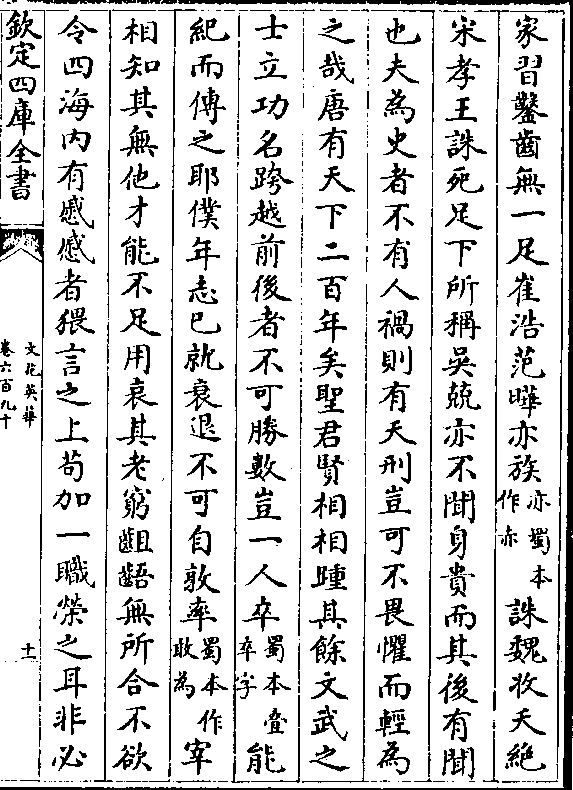 家習鑿齒無一足崔浩范曄亦族亦蜀本作亦誅魏收夭絶
宋孝王誅死足下所稱吳兢亦不聞身貴而其後有聞
也夫為史者不有人禍則有天刑豈可不畏懼而輕為
之哉唐有天下二百年矣聖君賢相相踵其餘文武之
士立功名跨越前後者不可勝數豈一人卒蜀本疊卒字能
紀而傳之耶僕年志已就衰退不可自敦率蜀本作敢為宰
相知其無他才能不足用哀其老窮齟齬無所合不欲
令四海内有慼慼者猥言之上苟加一職榮之耳非必
欽定四庫全書
文苑英華
卷六百九十
十一